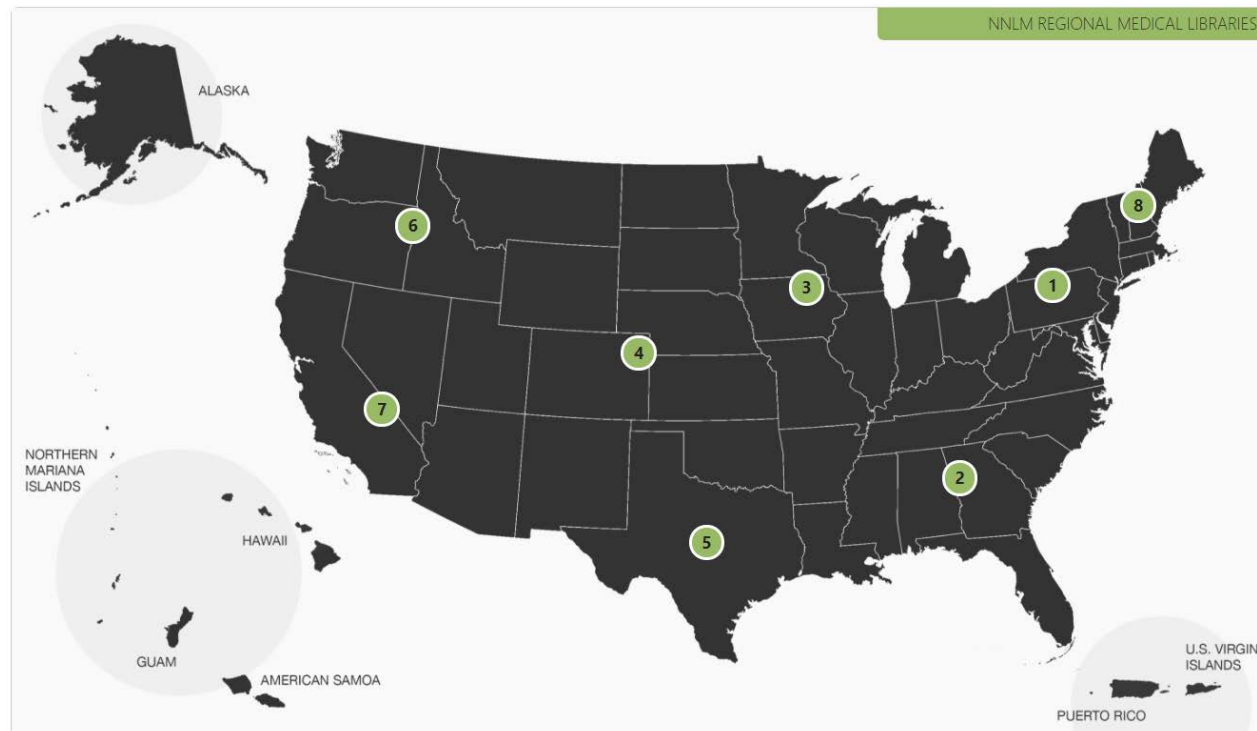 NNLM REGIONAL MEDICAL LIBRARIES
ALASKA
8
6
1
3
4
7
NORTHERN
MARIANA
ISLANDS
2
HAWAII
5
GUAM
AMERICAN SAMOA
U.S. VIRGIN
ISLANDS
PUERTO RICO